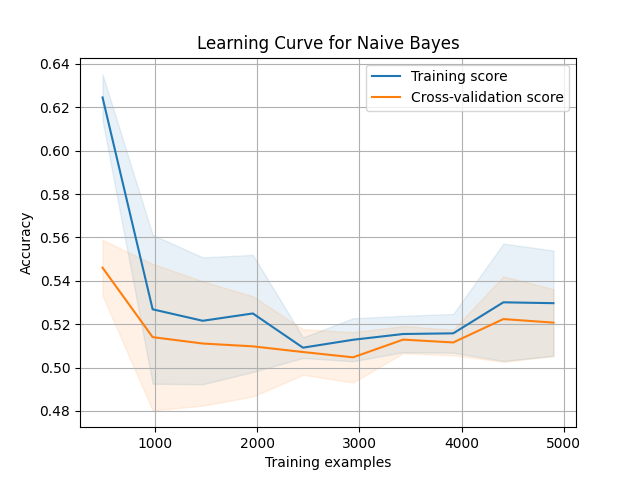 Learning Curve for Naive Bayes
Training score
Cross-validation score
0.64
0.62
0.60
0.58
0.56
0.54
0.52
0.50
0.48
Accuracy
1000 2000 3000 4000 5000
Training examples